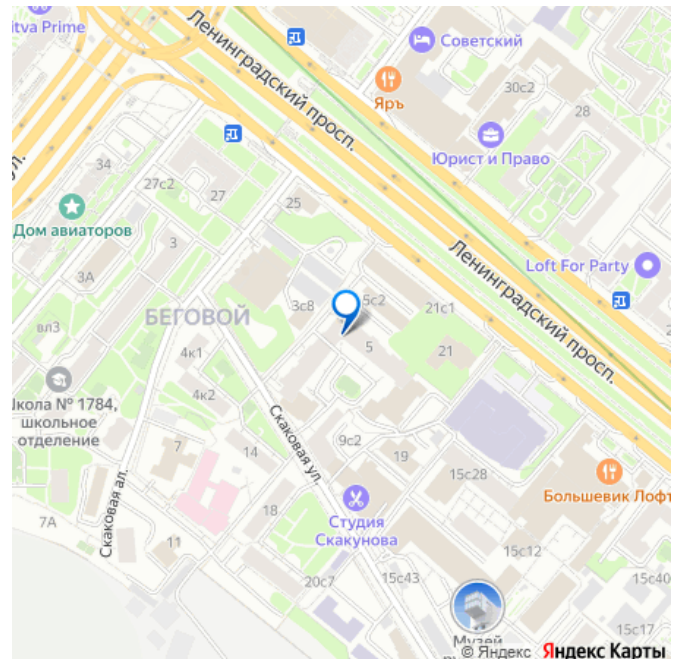 itva Prime
Ленинградский просп.
Советский
Яръ
30с2
28
Юрист и Право
ул.
34
27с2
27
25
Дом авиаторов
3
3А
Ленинградский просп.
Loft For Party
БЕГОВОЙ
3с8
5с2
21с1
вл3
4к1
5
21
Школа № 1784,
школьное
отделение
4к2
Скаковая ул.
9с2
7
14
19
15с28
Большевик Лофт
Скаковая ал.
18
Студия
Скакунова
7А
11
15с12
20с7
15с43
15с40
15с17
Музей
© Яндекс Яндекс Карты